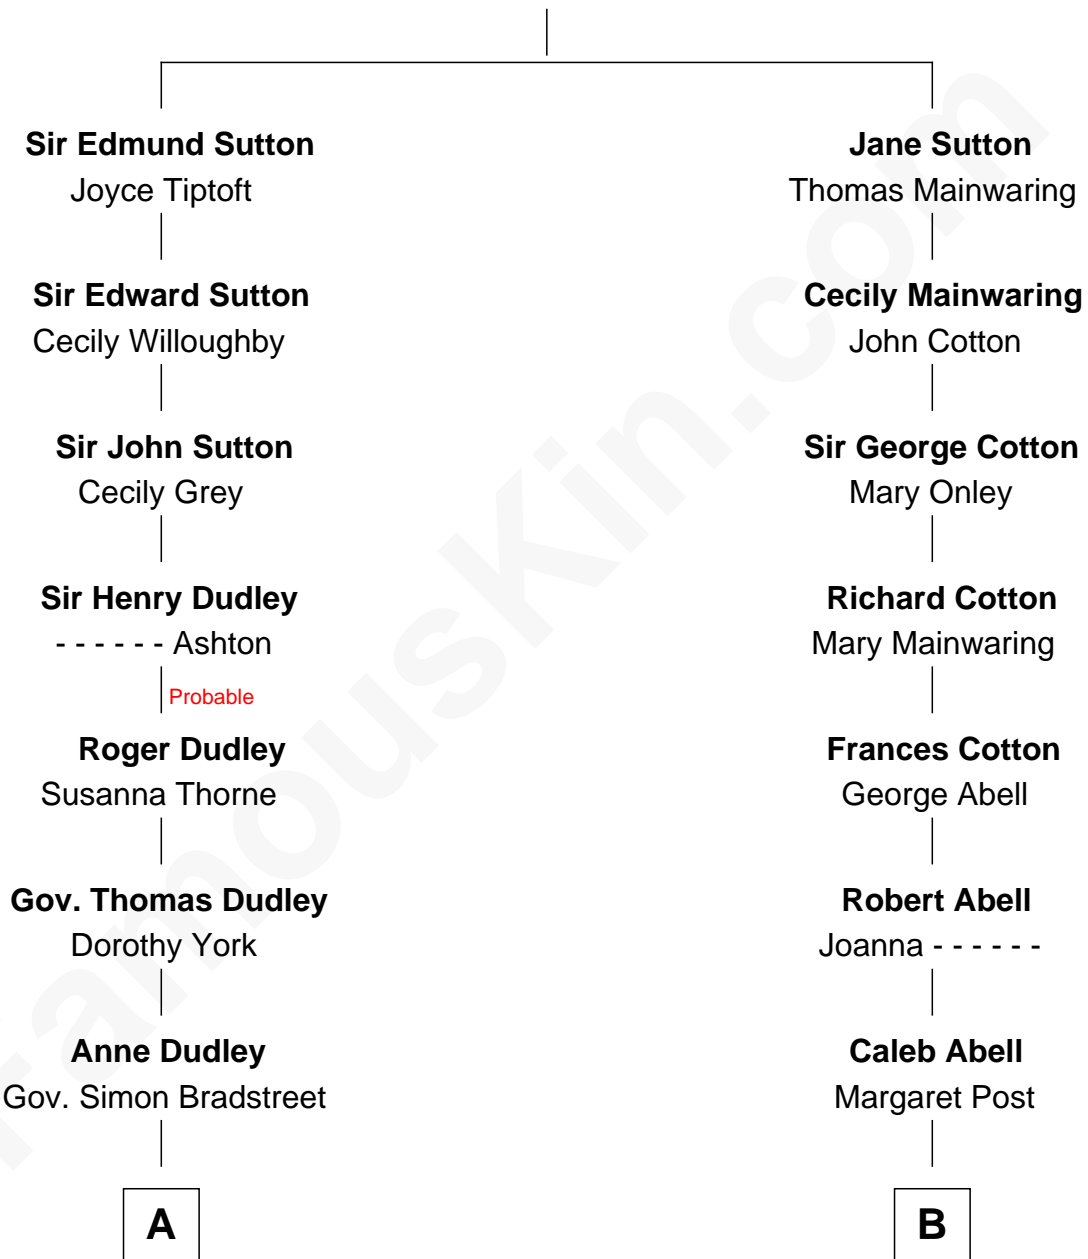 Sir Edmund Sutton
Joyce Tiptoft
Sir Edward Sutton
Cecily Willoughby
Sir John Sutton
Cecily Grey
Sir Henry Dudley
- - - - - - Ashton
Probable
Roger Dudley
Susanna Thorne
Gov. Thomas Dudley
Dorothy York
Anne Dudley
Gov. Simon Bradstreet
A
Jane Sutton
Thomas Mainwaring
Cecily Mainwaring
John Cotton
Sir George Cotton
Mary Onley
Richard Cotton
Mary Mainwaring
Frances Cotton
George Abell
Robert Abell
Joanna - - - - - -
Caleb Abell
Margaret Post
B
FamousKin.com